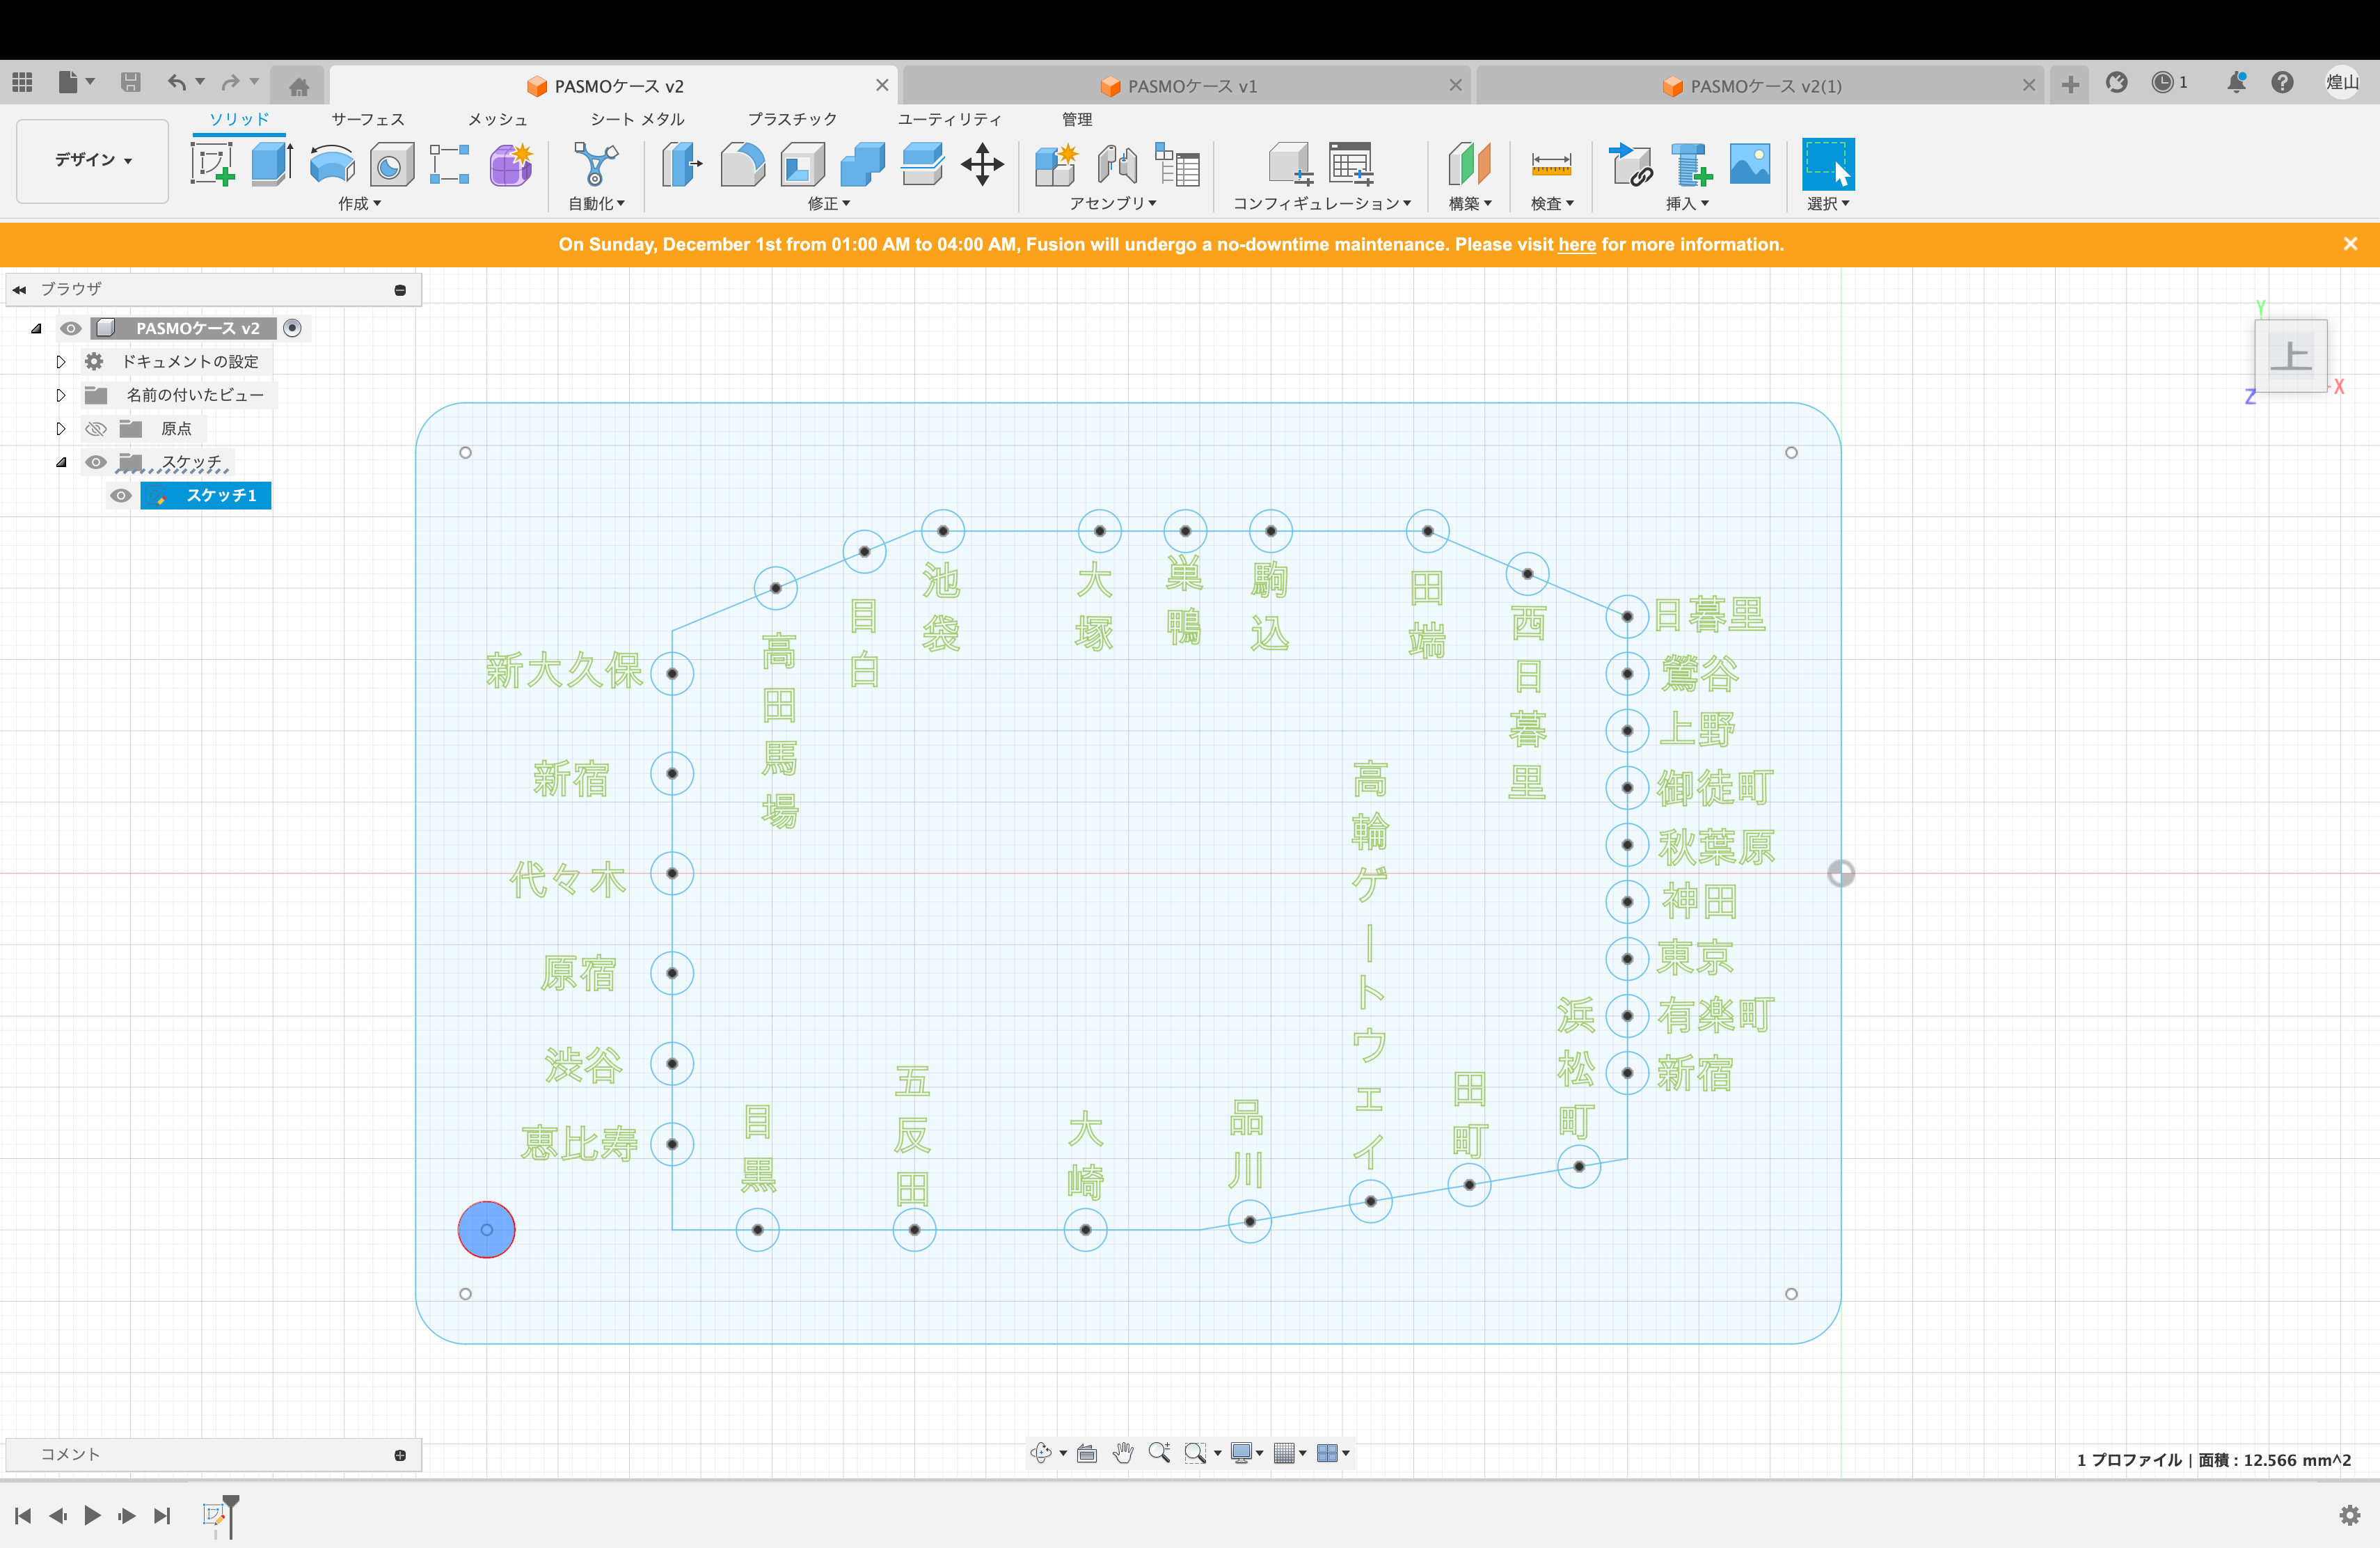 PASMOケース v2
PASMOケース v1
PASMOケース v2(1)
1
煌山
デザイン
ソリッド
サーフェス
メッシュ
シート メタル
プラスチック
ユーティリティ
管理
作成
自動化
修正
アセンブリ
コンフィギュレーション
構築
検査
挿入
選択
On Sunday, December 1st from 01:00 AM to 04:00 AM, Fusion will undergo a no-downtime maintenance. Please visit here for more information.
ブラウザ
PASMOケース v2
ドキュメントの設定
名前の付いたビュー
原点
スケッチ
スケッチ1
Y
上
Z
X
新大久保
新宿
代々木
原宿
渋谷
恵比寿
高田馬場
目白
池袋
大塚
巣鴨
駒込
田端
西日暮里
日暮里
鶯谷
上野
御徒町
秋葉原
神田
東京
有楽町
新宿
浜松町
田町
高輪ゲートウェイ
品川
大崎
五反田
目黒
コメント
1 プロファイル | 面積 : 12.566 mm^2